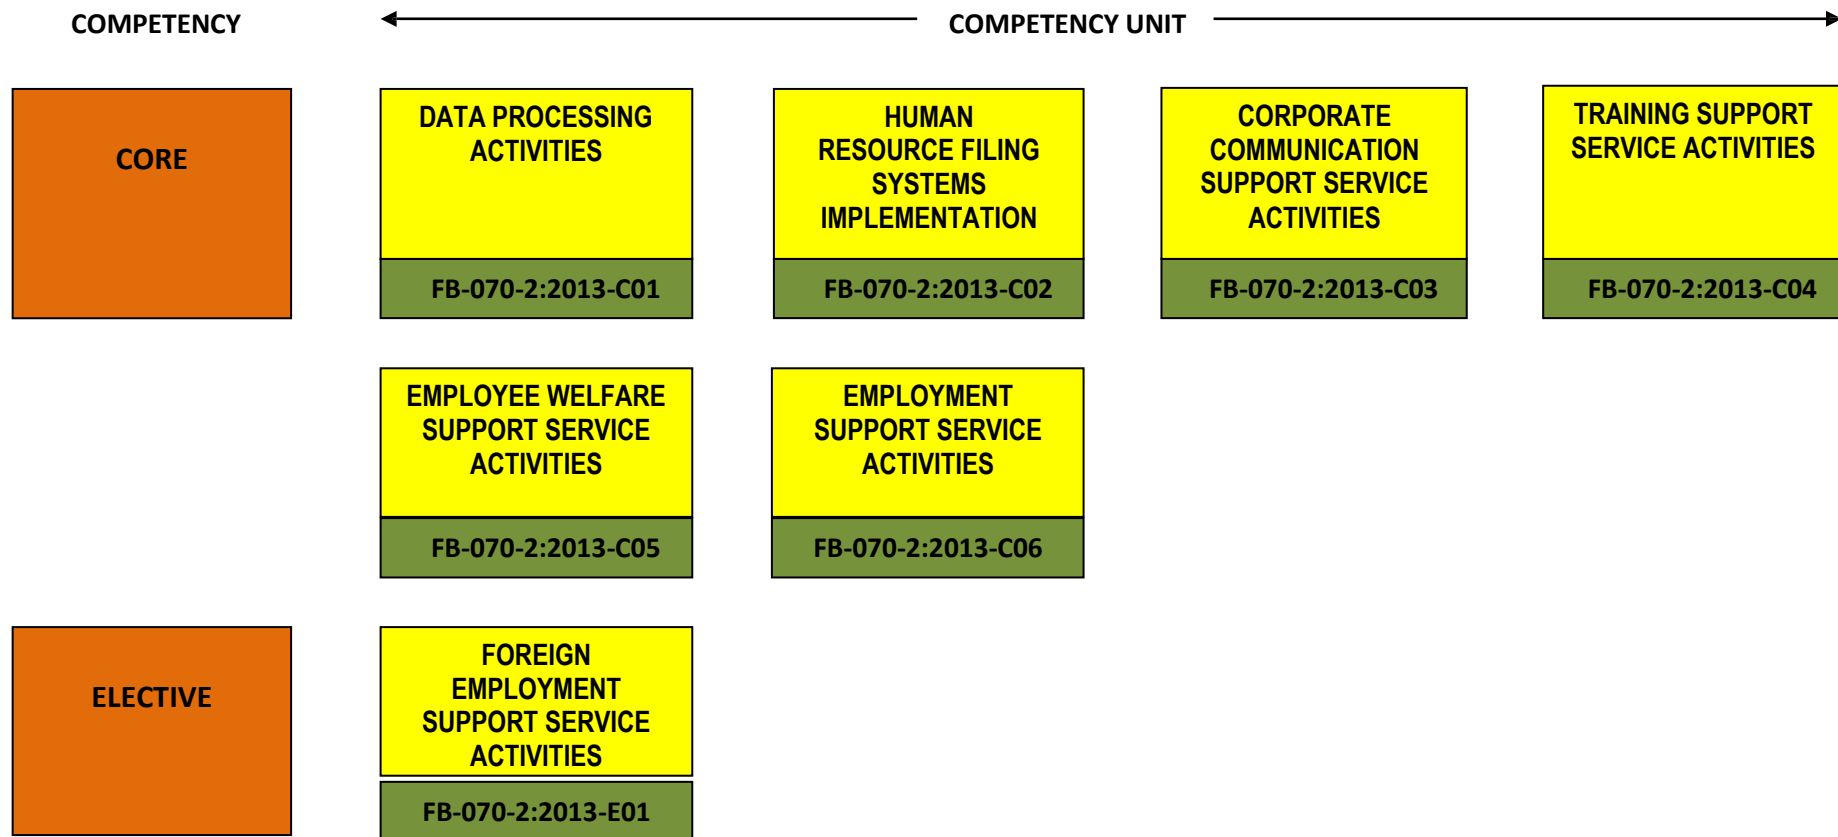 COMPETENCY
COMPETENCY UNIT
CORE
DATA PROCESSING
ACTIVITIES
FB-070-2:2013-C01
HUMAN
RESOURCE FILING
SYSTEMS
IMPLEMENTATION
FB-070-2:2013-C02
CORPORATE
COMMUNICATION
SUPPORT SERVICE
ACTIVITIES
FB-070-2:2013-C03
TRAINING SUPPORT
SERVICE ACTIVITIES
FB-070-2:2013-C04
EMPLOYEE WELFARE
SUPPORT SERVICE
ACTIVITIES
FB-070-2:2013-C05
EMPLOYMENT
SUPPORT SERVICE
ACTIVITIES
FB-070-2:2013-C06
ELECTIVE
FOREIGN
EMPLOYMENT
SUPPORT SERVICE
ACTIVITIES
FB-070-2:2013-E01